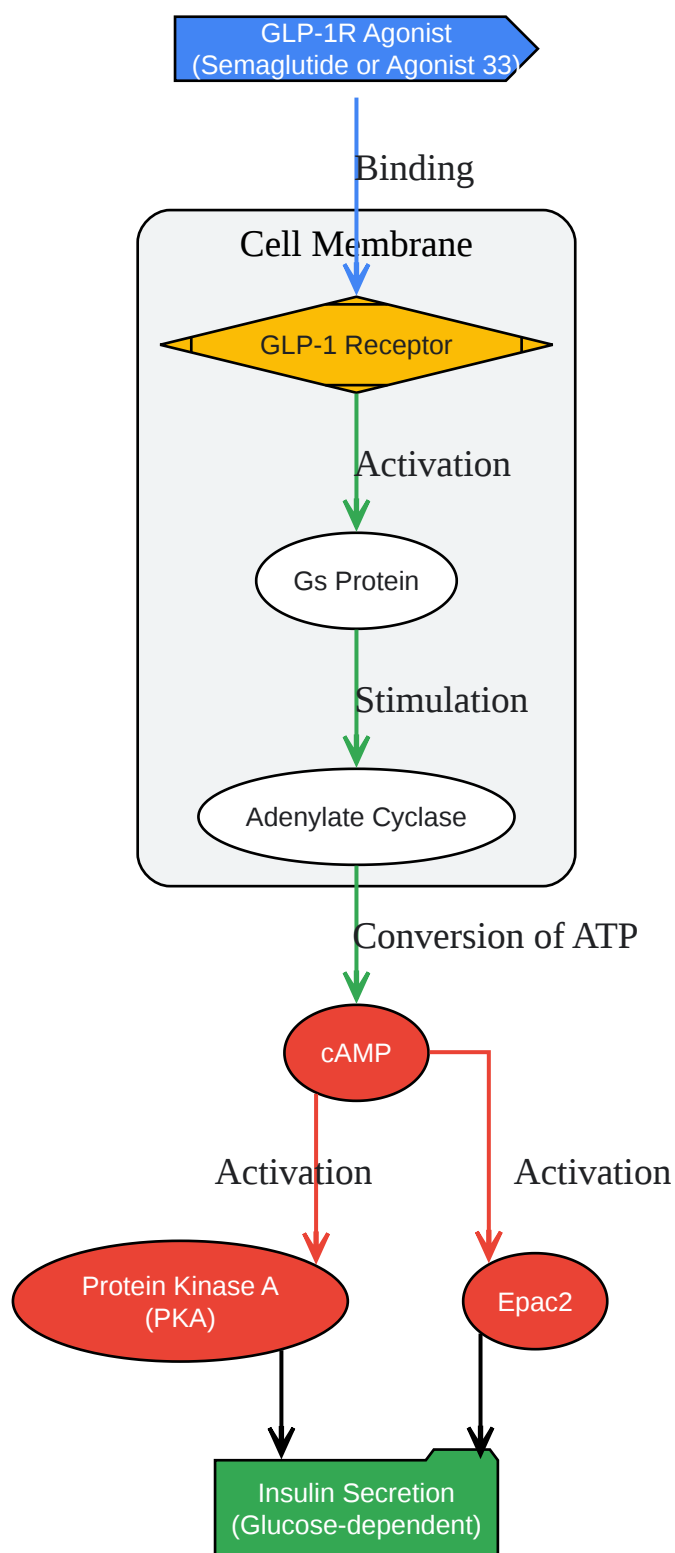 GLP-1R Agonist
(Semaglutide or Agonist 33)
Binding
Cell Membrane
GLP-1 Receptor
Activation
Gs Protein
Stimulation
Adenylate Cyclase
Conversion of ATP
cAMP
Activation
Activation
Protein Kinase A
(PKA)
Epac2
Insulin Secretion
(Glucose-dependent)